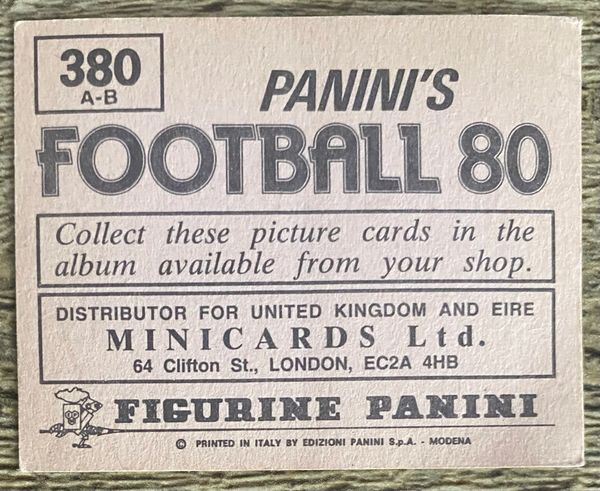 380
A-B
PANINI'S
FOOTBALL 80
Collect these picture cards in the
album available from your shop.
DISTRIBUTOR FOR UNITED KINGDOM AND EIRE
MINICARDS Ltd.
64 Clifton St., LONDON, EC2A 4HB
FIGURINE PANINI
© PRINTED IN ITALY BY EDIZIONI PANINI S.p.A. - MODENA